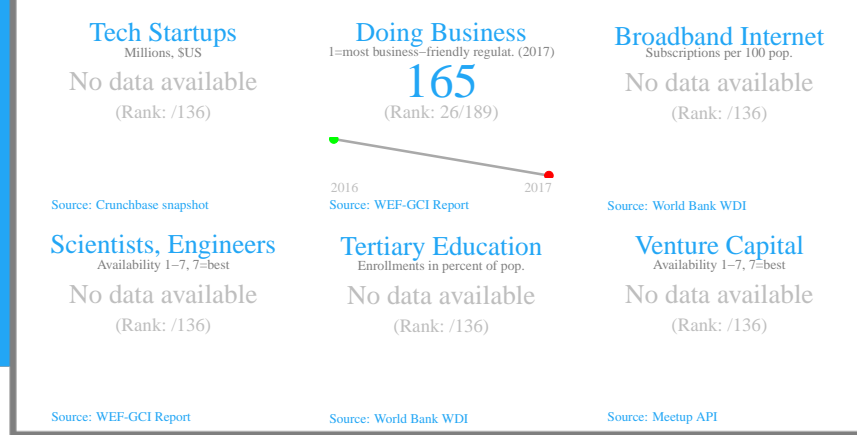 Tech Startups
Millions, $US
No data available
(Rank: /136)
Source: Crunchbase snapshot
Doing Business
1=most business−friendly regulat. (2017)
165
(Rank: 26/189)
2016
2017
Source: WEF-GCI Report
Broadband Internet
Subscriptions per 100 pop.
No data available
(Rank: /136)
Source: World Bank WDI
Scientists, Engineers
Availability 1−7, 7=best
No data available
(Rank: /136)
Source: WEF-GCI Report
Tertiary Education
Enrollments in percent of pop.
No data available
(Rank: /136)
Source: World Bank WDI
Venture Capital
Availability 1−7, 7=best
No data available
(Rank: /136)
Source: Meetup API